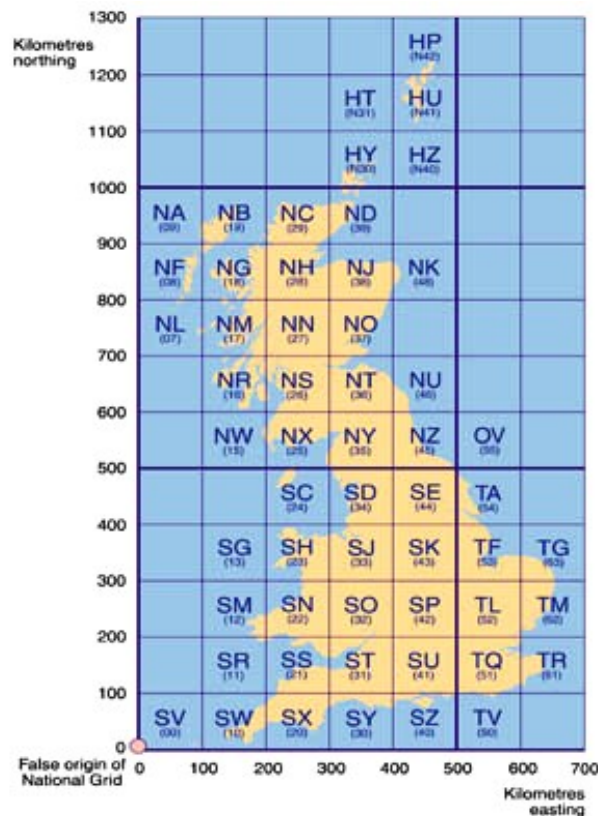 1300
Kilometres
northing
HP
(N42)
1200
HT HU
(N31) (N41)
1100
HY HZ
(N30) (N40)
1000
NA NB NC ND
(09) (19) (29) (39)
900
NF NG NH NJ NK
(08) (18) (28) (38) (48)
800
NL NM NN NO
(07) (17) (27) (37)
700
NR NS NT NU
(16) (26) (36) (46)
600
NW NX NY NZ OV
(15) (25) (35) (45) (55)
500
SC SD SE TA
(24) (34) (44) (54)
400
SG SH SJ SK TF TG
(13) (23) (33) (43) (53) (63)
300
SM SN SO SP TL TM
(12) (22) (32) (42) (52) (62)
200
SR SS ST SU TQ TR
(11) (21) (31) (41) (51) (61)
100
SV SW SX SY SZ TV
(00) (10) (20) (30) (40) (50)
0
False origin of
National Grid
0 100 200 300 400 500 600 700
Kilometres
easting